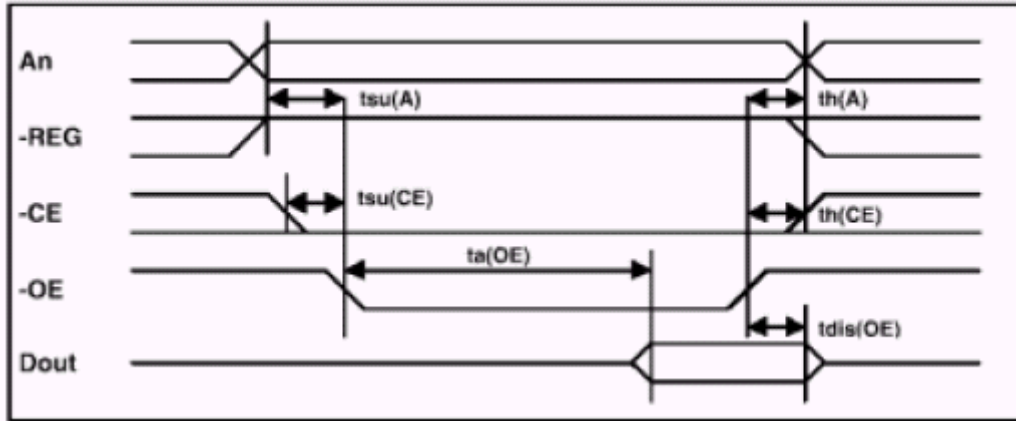 An
tsu(A)
th(A)
-REG
tsu(CE)
-CE
th(CE)
ta(OE)
-OE
tdis(OE)
Dout